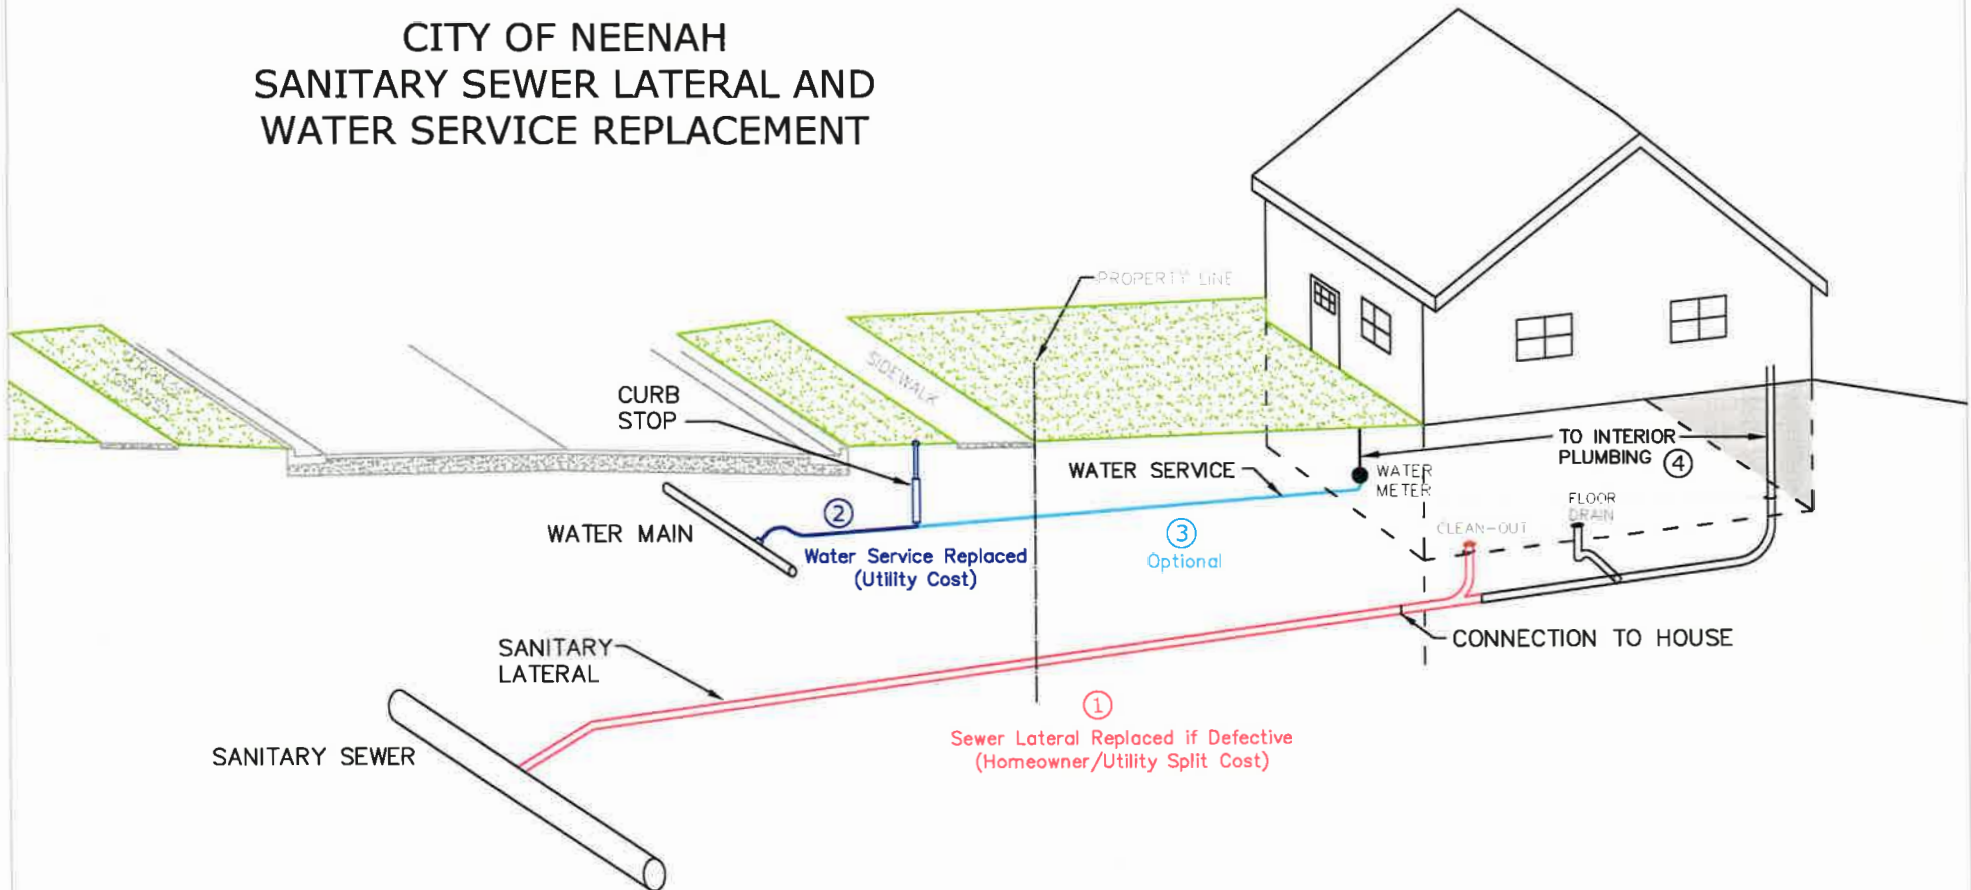 CITY OF NEENAH
SANITARY SEWER LATERAL AND
WATER SERVICE REPLACEMENT
PROPERTY LINE
TERRACE
(GRASS)
SIDEWALK
CURB
STOP
TO INTERIOR
PLUMBING ④
WATER SERVICE
WATER
METER
FLOOR
DRAIN
WATER MAIN
②
Water Service Replaced
(Utility Cost)
③
Optional
CLEAN-OUT
SANITARY
LATERAL
CONNECTION TO HOUSE
①
Sewer Lateral Replaced if Defective
(Homeowner/Utility Split Cost)
SANITARY SEWER